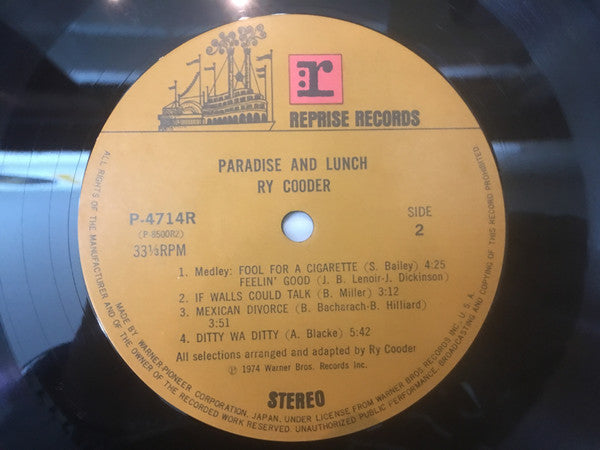 r
REPRISE RECORDS
PARADISE AND LUNCH
RY COODER
P-4714R
(P-8500R2)
33⅓RPM
SIDE
2
1. Medley: FOOL FOR A CIGARETTE (S. Bailey) 4:25
FEELIN' GOOD (J. B. Lenoir-J. Dickinson)
2. IF WALLS COULD TALK (B. Miller) 3:12
3. MEXICAN DIVORCE (B. Bacharach-B. Hilliard)
3:51
4. DITTY WA DITTY (A. Blacke) 5:42
All selections arranged and adapted by Ry Cooder
Ⓟ 1974 Warner Bros. Records Inc.
STEREO
MADE BY WARNER-PIONEER CORPORATION, JAPAN, UNDER LICENSE FROM WARNER BROS RECORDS INC., U.S.A.
ALL RIGHTS OF THE MANUFACTURER AND OF THE OWNER OF THE RECORDED WORK RESERVED. UNAUTHORIZED PUBLIC PERFORMANCE, BROADCASTING AND COPYING OF THIS RECORD PROHIBITED